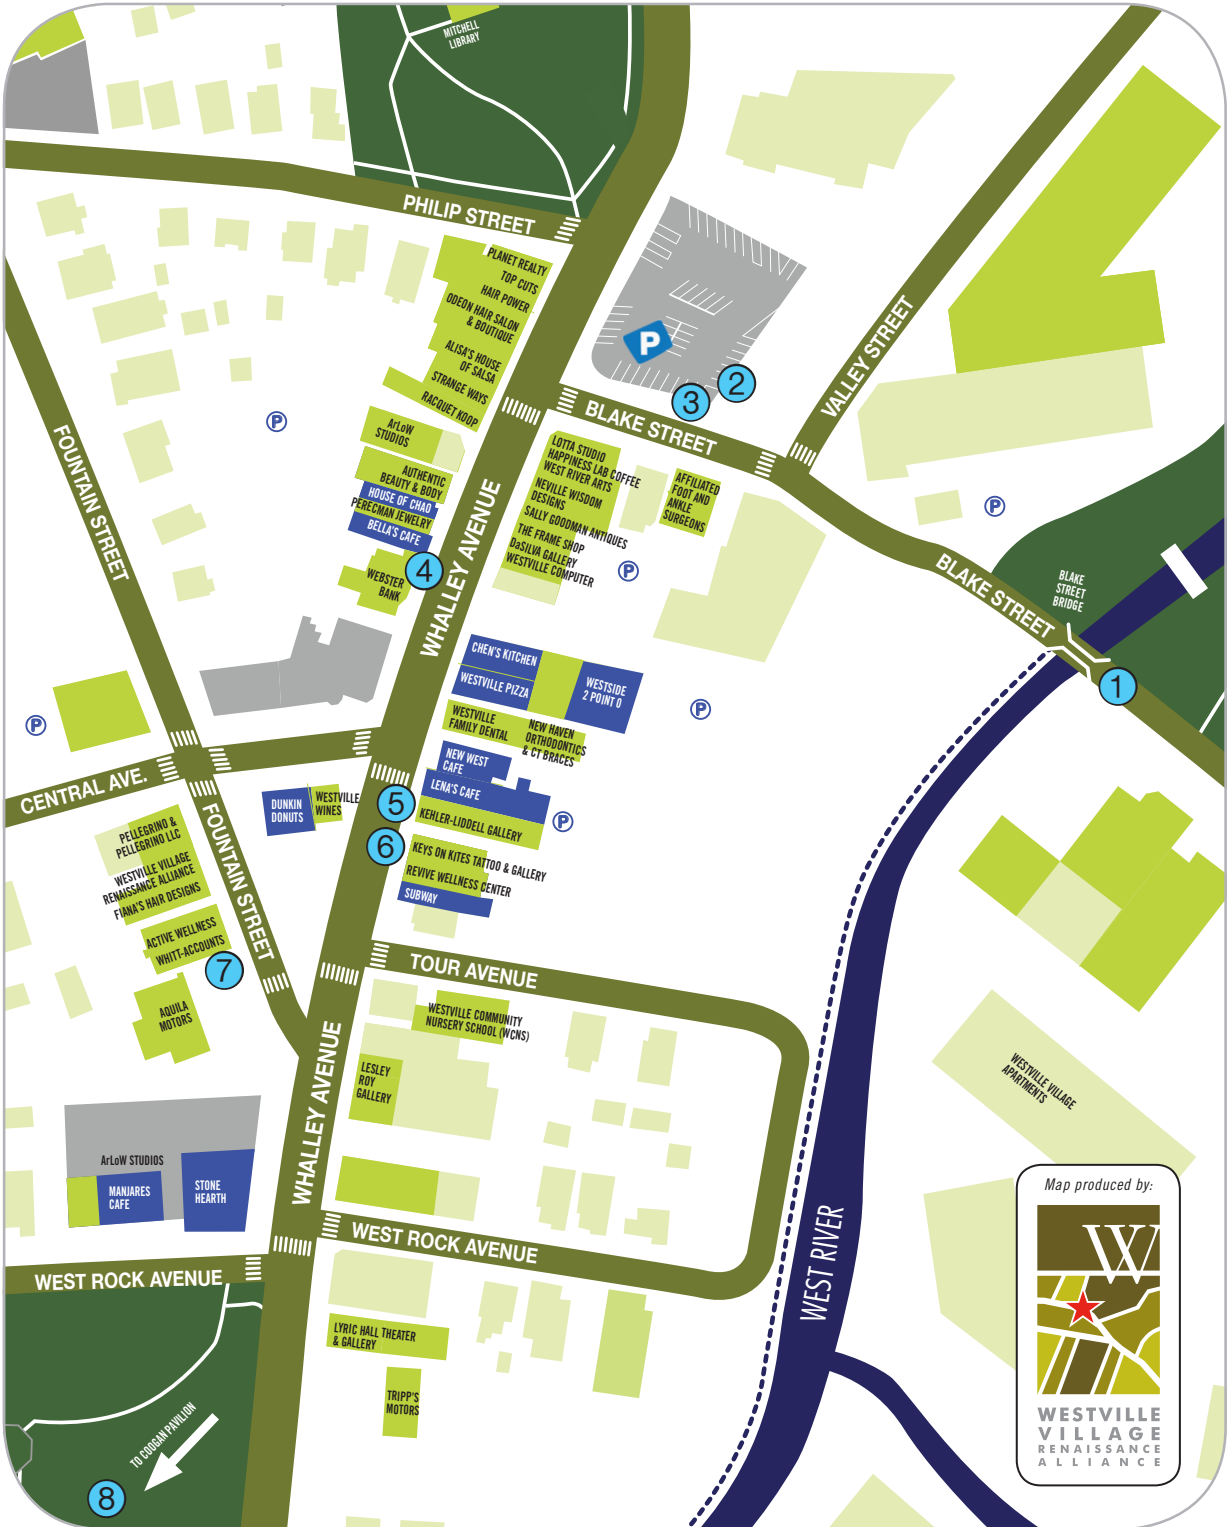 MITCHELL
LIBRARY
PHILIP STREET
PLANET REALTY
TOP CUTS
HAIR POWER
ODEON HAIR SALON
& BOUTIQUE
ALISA'S HOUSE
OF SALSA
STRANGE WAYS
RACQUET KOOP
P
2
3
VALLEY STREET
BLAKE STREET
P
ArLoW
STUDIOS
AUTHENTIC
BEAUTY & BODY
HOUSE OF CHAO
PERECMAN JEWELRY
BELLA'S CAFE
4
WEBSTER
BANK
FOUNTAIN STREET
WHALLEY AVENUE
LOTTA STUDIO
HAPPINESS LAB COFFEE
WEST RIVER ARTS
NEVILLE WISDOM
DESIGNS
SALLY GOODMAN ANTIQUES
THE FRAME SHOP
DaSILVA GALLERY
WESTVILLE COMPUTER
AFFILIATED
FOOT AND
ANKLE
SURGEONS
P
P
BLAKE STREET
BLAKE
STREET
BRIDGE
1
CHEN'S KITCHEN
WESTVILLE PIZZA
WESTSIDE
2 POINT 0
P
WESTVILLE
FAMILY DENTAL
NEW HAVEN
ORTHODONTICS
& CT BRACES
NEW WEST
CAFE
LENA'S CAFE
KEHLER-LIDDELL GALLERY
P
5
6
KEYS ON KITES TATTOO & GALLERY
REVIVE WELLNESS CENTER
SUBWAY
P
CENTRAL AVE.
DUNKIN
DONUTS
WESTVILLE
WINES
FOUNTAIN STREET
PELLEGRINO &
PELLEGRINO LLC
WESTVILLE VILLAGE
RENAISSANCE ALLIANCE
FIANA'S HAIR DESIGNS
ACTIVE WELLNESS
WHITT-ACCOUNTS
7
AQUILA
MOTORS
TOUR AVENUE
WESTVILLE COMMUNITY
NURSERY SCHOOL (WCNS)
LESLEY
ROY
GALLERY
WHALLEY AVENUE
WESTVILLE VILLAGE
APARTMENTS
ArLoW STUDIOS
MANJARES
CAFE
STONE
HEARTH
WEST ROCK AVENUE
WEST ROCK AVENUE
WEST RIVER
LYRIC HALL THEATER
& GALLERY
TRIPP'S
MOTORS
TO COOGAN PAVILION
8
Map produced by:
W
WESTVILLE
VILLAGE
RENAISSANCE
ALLIANCE